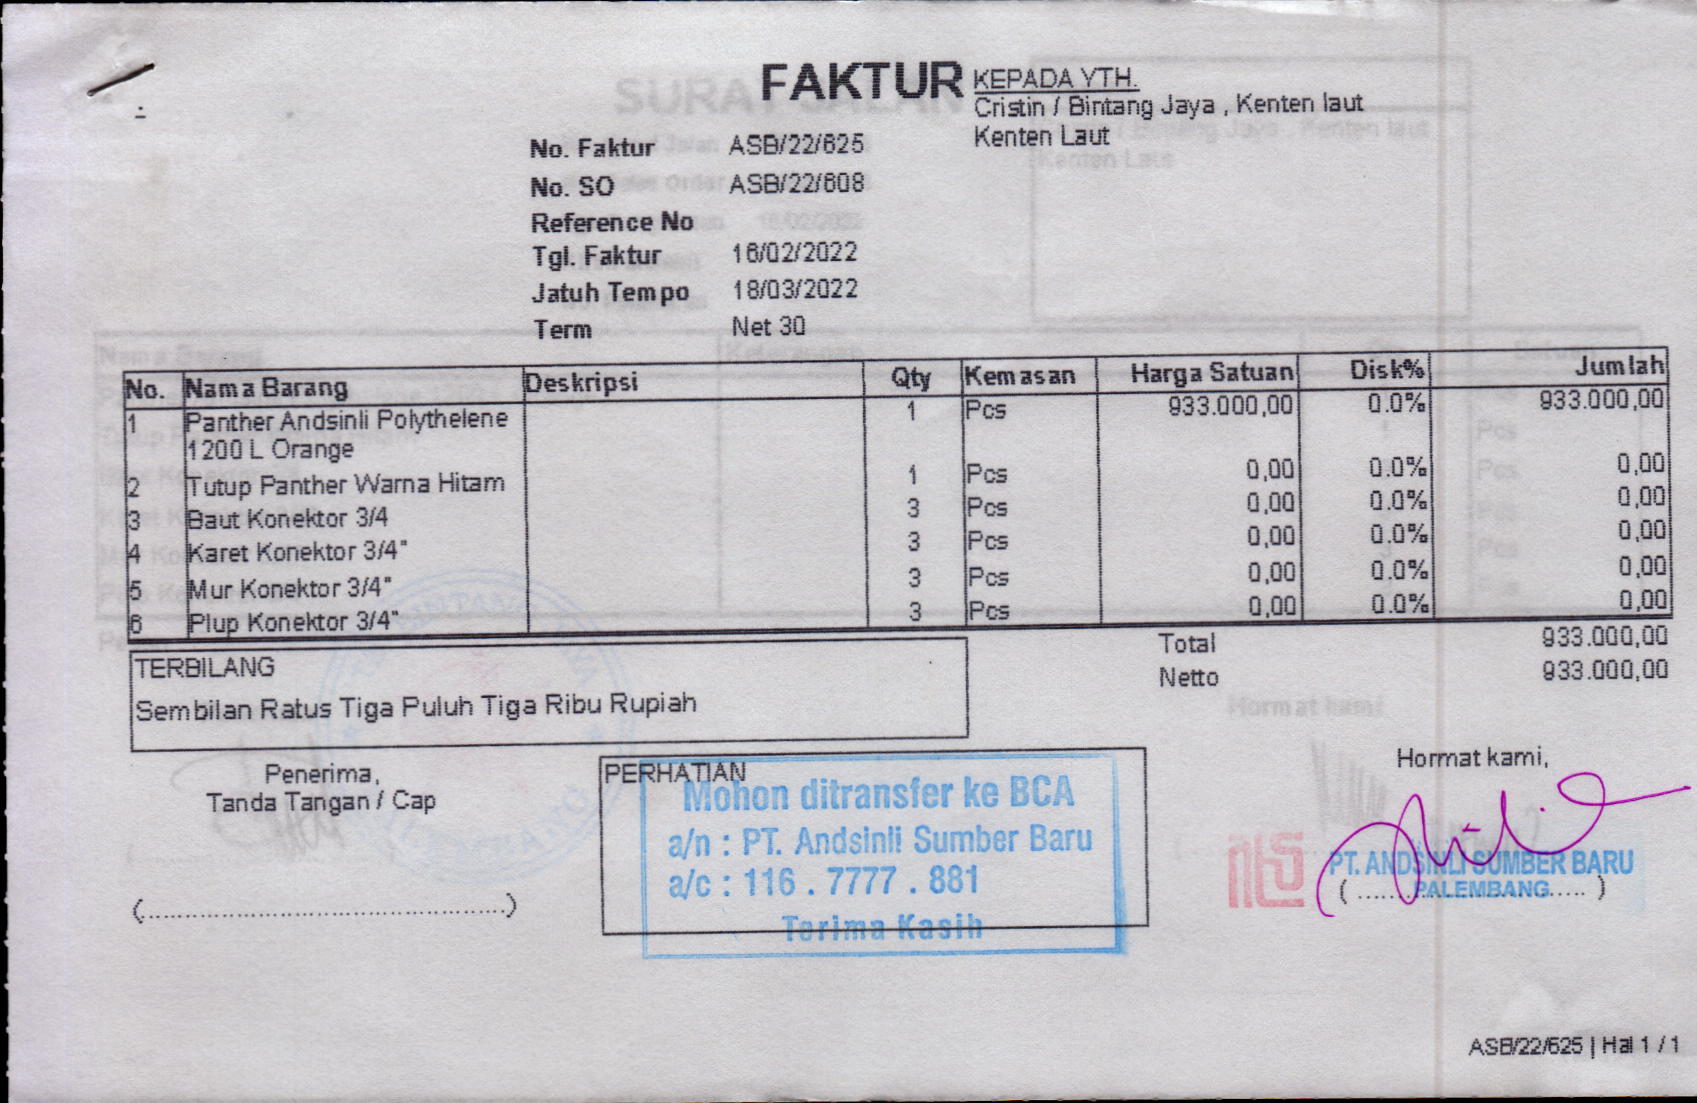 FAKTUR
KEPADA YTH.
Cristin / Bintang Jaya , Kenten laut
Kenten Laut
No. Faktur ASB/22/625
No. SO ASB/22/608
Reference No
Tgl. Faktur 16/02/2022
Jatuh Tempo 18/03/2022
Term Net 30
No. Nama Barang Deskripsi Qty Kemasan Harga Satuan Disk% Jumlah
1 Panther Andsinli Polythelene 1 Pcs 933.000,00 0.0% 933.000,00
1200 L Orange
2 Tutup Panther Warna Hitam 1 Pcs 0,00 0.0% 0,00
3 Baut Konektor 3/4 3 Pcs 0,00 0.0% 0,00
4 Karet Konektor 3/4" 3 Pcs 0,00 0.0% 0,00
5 Mur Konektor 3/4" 3 Pcs 0,00 0.0% 0,00
6 Plup Konektor 3/4" 3 Pcs 0,00 0.0% 0,00
Total 933.000,00
Netto 933.000,00
TERBILANG
Sembilan Ratus Tiga Puluh Tiga Ribu Rupiah
Penerima,
Tanda Tangan / Cap
(................................................)
PERHATIAN
Mohon ditransfer ke BCA
a/n : PT. Andsinli Sumber Baru
a/c : 116 . 7777 . 881
Terima Kasih
Hormat kami,
PT. ANDSINLI SUMBER BARU
PALEMBANG
ASB/22/625 | Hal 1 / 1